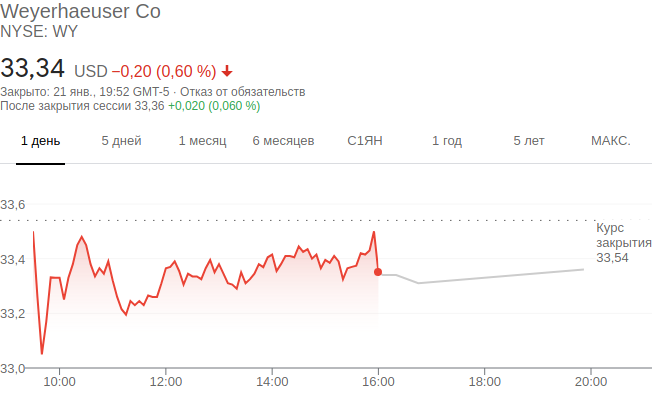 Weyerhaeuser Co
NYSE: WY
33,34 USD −0,20 (0,60 %)
Закрыто: 21 янв., 19:52 GMT-5 · Отказ от обязательств
После закрытия сессии 33,36 +0,020 (0,060 %)
1 день 5 дней 1 месяц 6 месяцев С1ЯН 1 год 5 лет МАКС.
33,6
Курс
закрытия
33,54
33,4
33,2
33,0
10:00 12:00 14:00 16:00 18:00 20:00